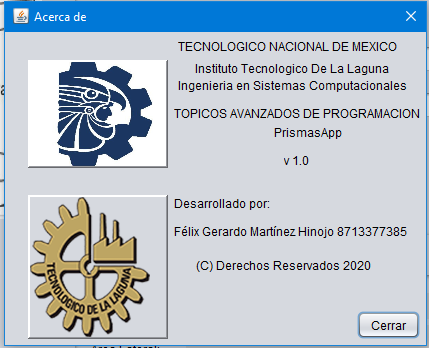 Acerca de
TECNOLOGICO NACIONAL DE MEXICO
Instituto Tecnologico De La Laguna
Ingenieria en Sistemas Computacionales
TOPICOS AVANZADOS DE PROGRAMACION
PrismasApp
v 1.0
TECNOLOGICO DE LA LAGUNA
Desarrollado por:
Félix Gerardo Martínez Hinojo 8713377385
(C) Derechos Reservados 2020
Cerrar